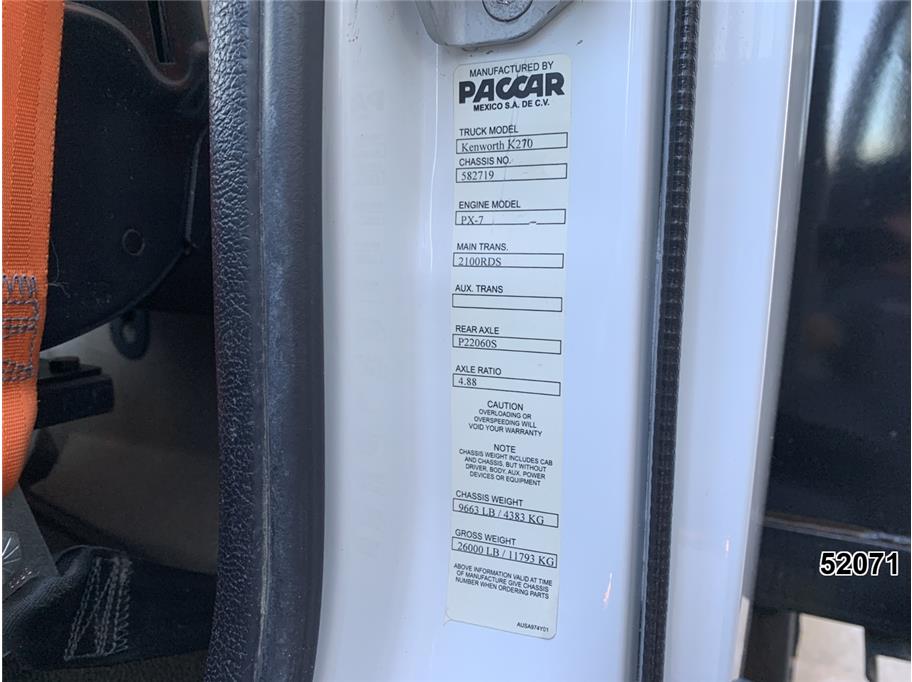 MANUFACTURED BY
PACCAR
MEXICO S.A. DE C.V.
TRUCK MODEL
Kenworth K270
CHASSIS NO.
582719
ENGINE MODEL
PX-7 _ –
MAIN TRANS.
2100RDS
AUX. TRANS
REAR AXLE
P22060S
AXLE RATIO
4.88
CAUTION
OVERLOADING OR
OVERSPEEDING WILL
VOID YOUR WARRANTY
NOTE
CHASSIS WEIGHT INCLUDES CAB
AND CHASSIS, BUT WITHOUT
DRIVER, BODY, AUX. POWER
DEVICES OR EQUIPMENT
CHASSIS WEIGHT
9663 LB / 4383 KG
GROSS WEIGHT
26000 LB / 11793 KG
ABOVE INFORMATION VALID AT TIME
OF MANUFACTURE GIVE CHASSIS
NUMBER WHEN ORDERING PARTS
AUSA974Y01
52071